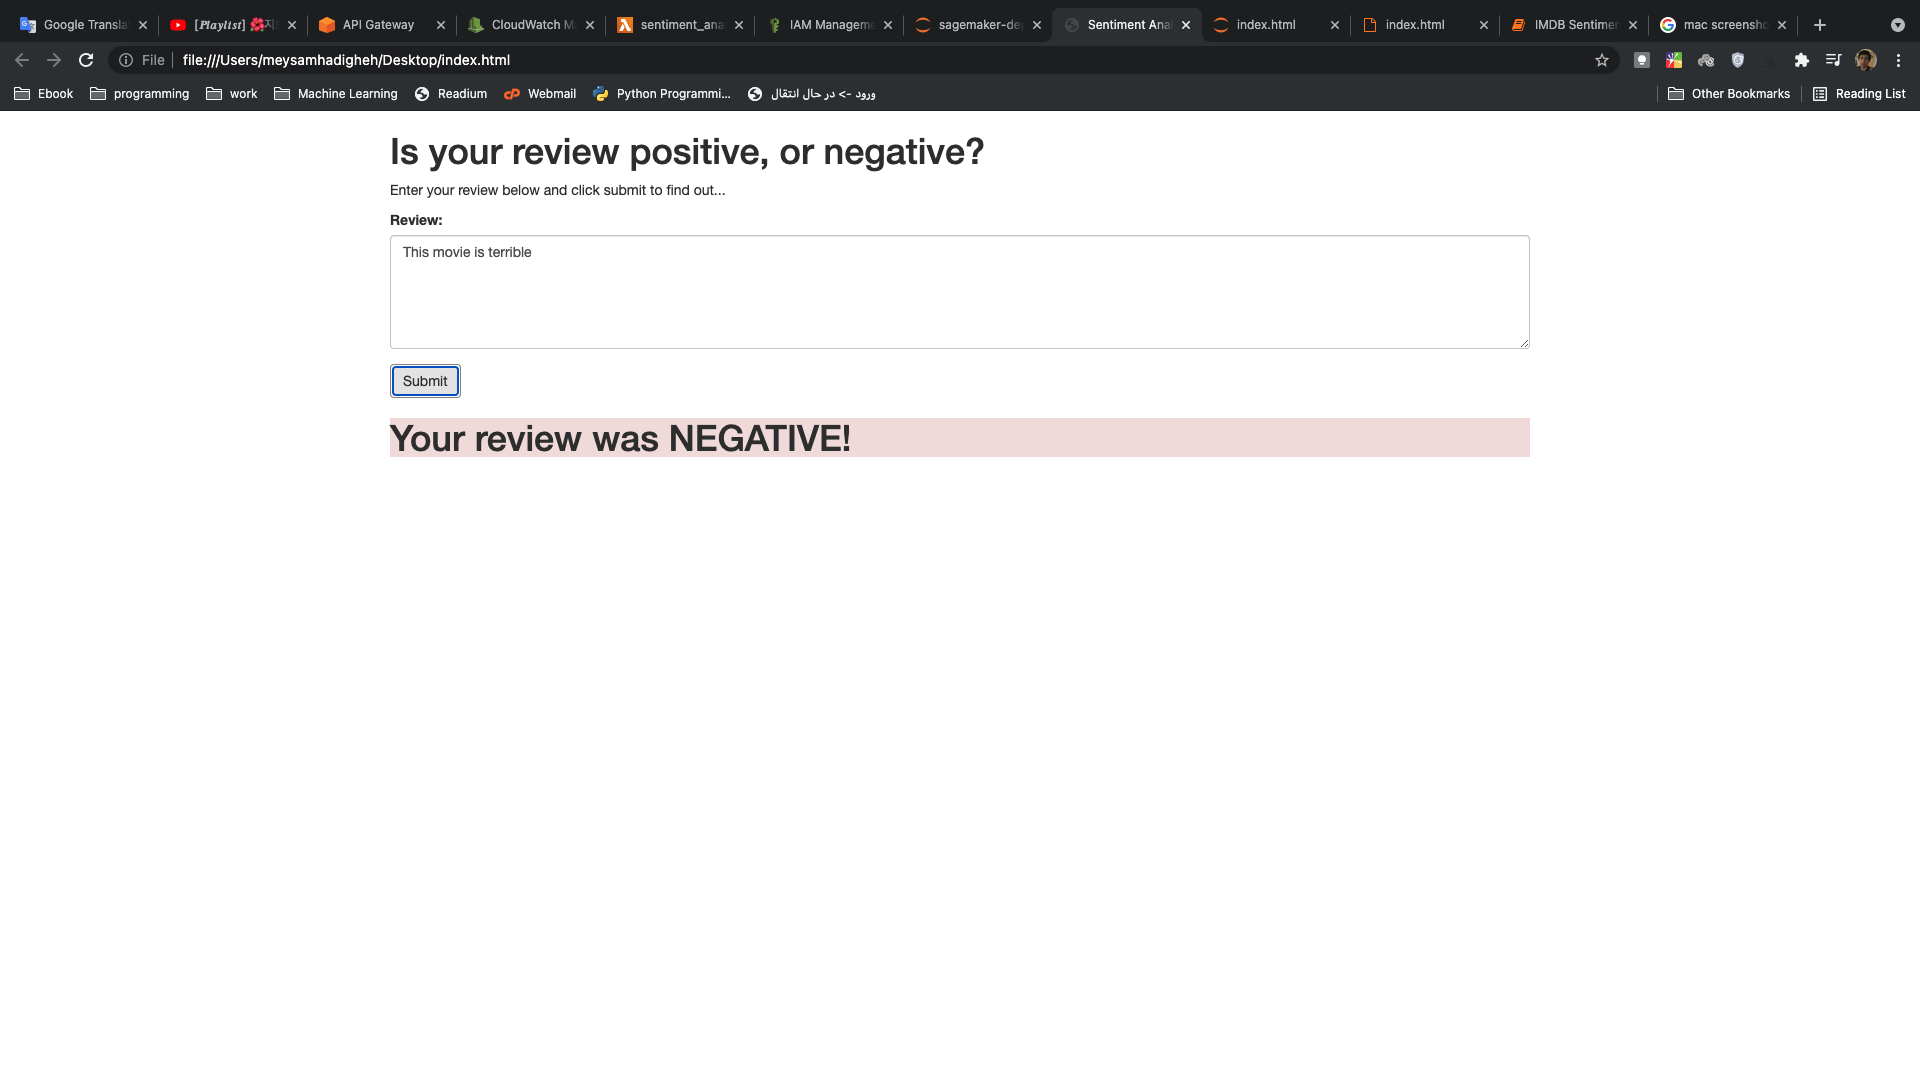 Google Transla
[Playlist] 🌺지
API Gateway
CloudWatch M
sentiment_ana
IAM Manageme
sagemaker-dep
Sentiment Anal
index.html
index.html
IMDB Sentimen
mac screensho
File
file:///Users/meysamhadigheh/Desktop/index.html
Ebook
programming
work
Machine Learning
Readium
Webmail
Python Programmi...
ورود -> در حال انتقال
Other Bookmarks
Reading List
Is your review positive, or negative?
Enter your review below and click submit to find out...
Review:
This movie is terrible
Submit
Your review was NEGATIVE!